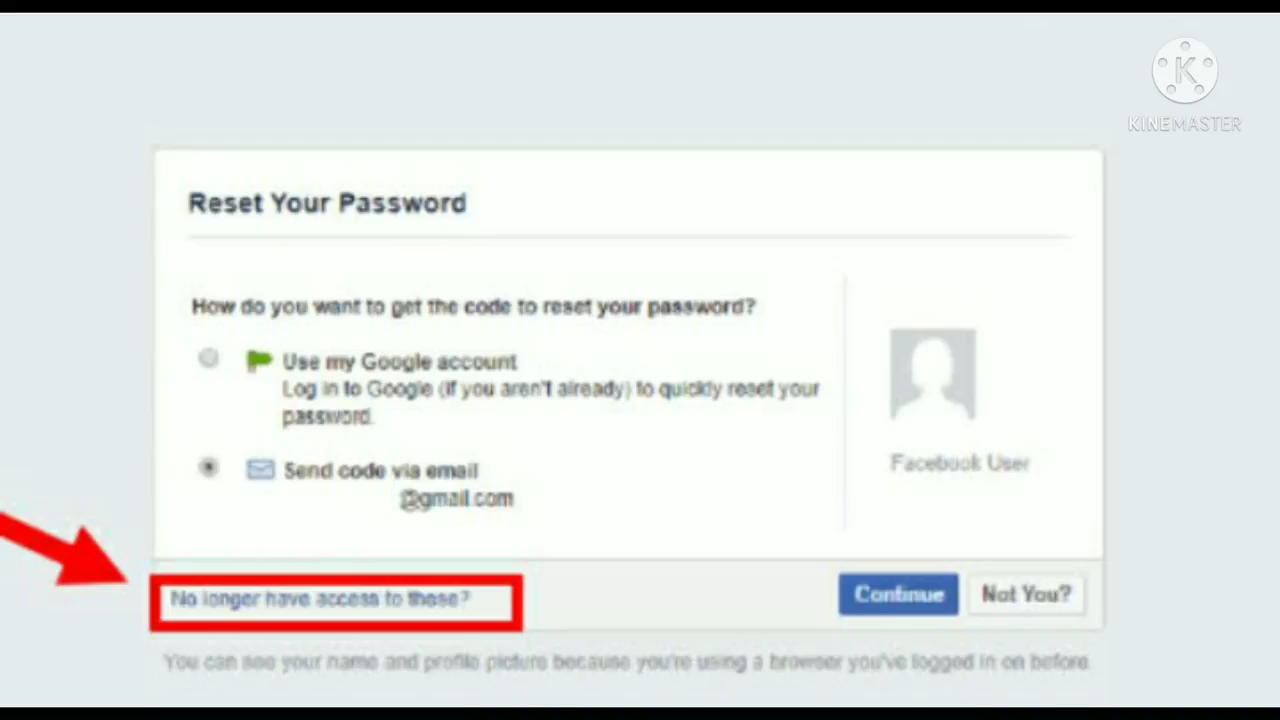 KINEMASTER
Reset Your Password
How do you want to get the code to reset your password?
Use my Google account
Log in to Google (if you aren't already) to quickly reset your
password.
Send code via email
@gmail.com
Facebook User
No longer have access to these?
Continue
Not You?
You can see your name and profile picture because you're using a browser you've logged in on before